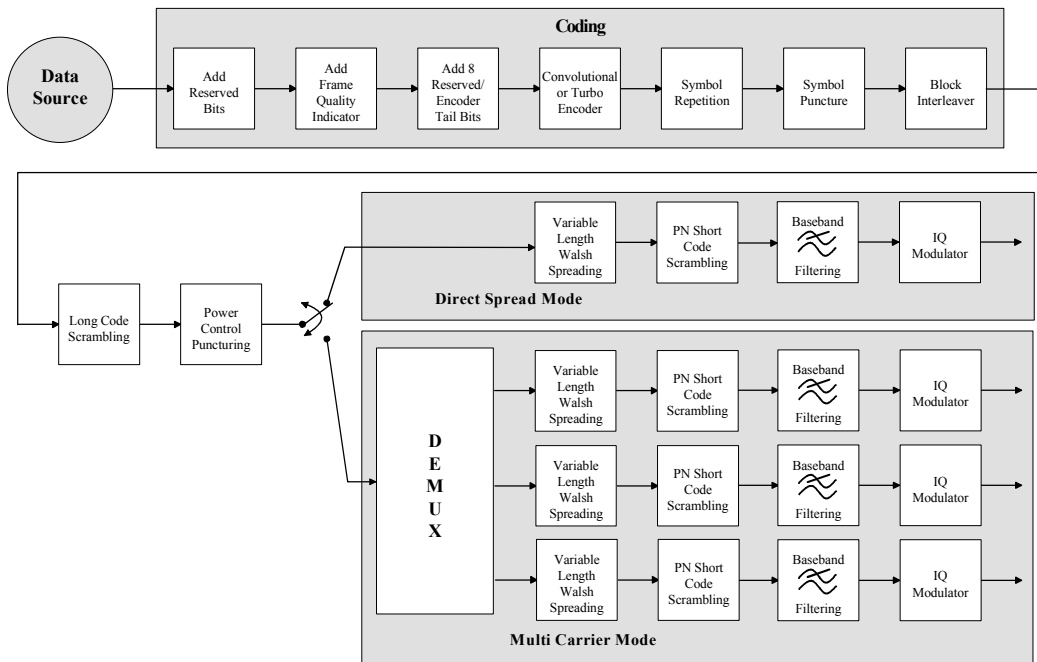 Coding
Data
Source
Add
Reserved
Bits
Add
Frame
Quality
Indicator
Add 8
Reserved/
Encoder
Tail Bits
Convolutional
or Turbo
Encoder
Symbol
Repetition
Symbol
Puncture
Block
Interleaver
Long Code
Scrambling
Power
Control
Puncturing
Variable
Length
Walsh
Spreading
PN Short
Code
Scrambling
Baseband
Filtering
IQ
Modulator
Direct Spread Mode
D
E
M
U
X
Variable
Length
Walsh
Spreading
PN Short
Code
Scrambling
Baseband
Filtering
IQ
Modulator
Variable
Length
Walsh
Spreading
PN Short
Code
Scrambling
Baseband
Filtering
IQ
Modulator
Variable
Length
Walsh
Spreading
PN Short
Code
Scrambling
Baseband
Filtering
IQ
Modulator
Multi Carrier Mode